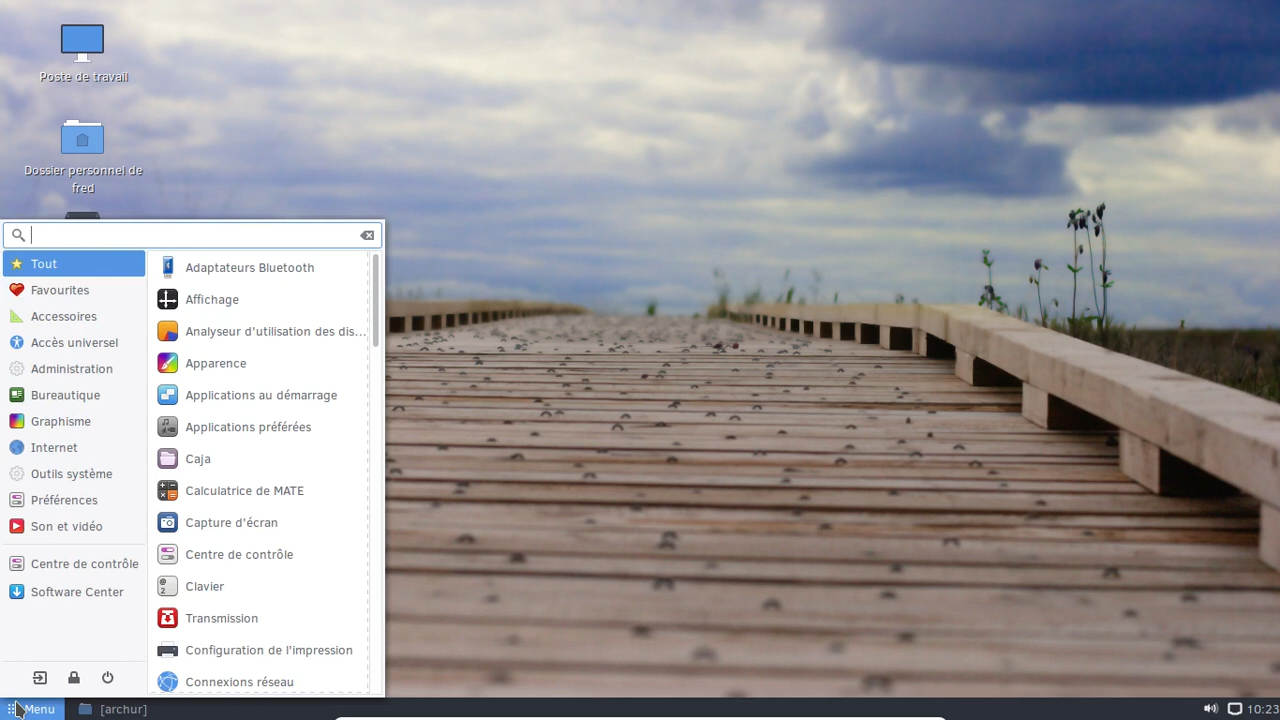 Poste de travail
Dossier personnel de
fred
Tout
Favourites
Accessoires
Accès universel
Administration
Bureautique
Graphisme
Internet
Outils système
Préférences
Son et vidéo
Centre de contrôle
Software Center
Adaptateurs Bluetooth
Affichage
Analyseur d'utilisation des dis...
Apparence
Applications au démarrage
Applications préférées
Caja
Calculatrice de MATE
Capture d'écran
Centre de contrôle
Clavier
Transmission
Configuration de l'impression
Connexions réseau
Menu
[archur]
10:23